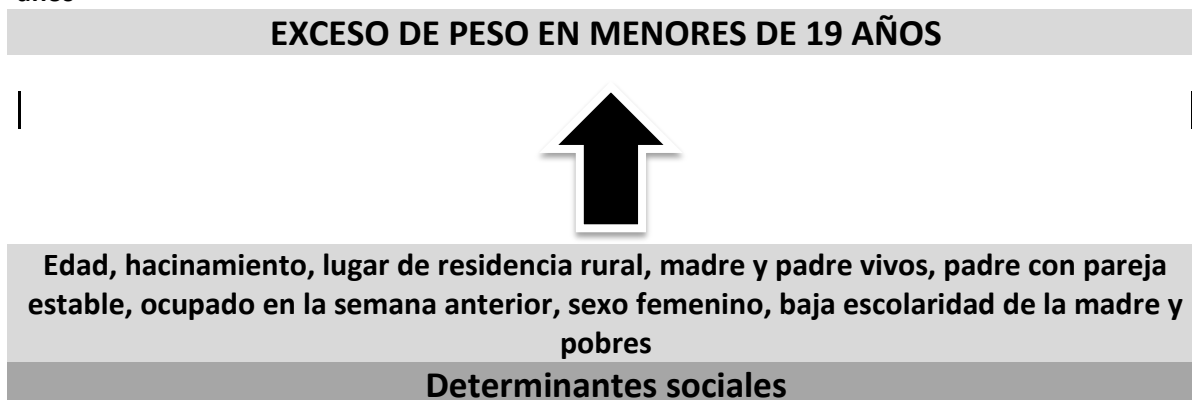 EXCESO DE PESO EN MENORES DE 19 AÑOS
Edad, hacinamiento, lugar de residencia rural, madre y padre vivos, padre con pareja
estable, ocupado en la semana anterior, sexo femenino, baja escolaridad de la madre y
pobres
Determinantes sociales